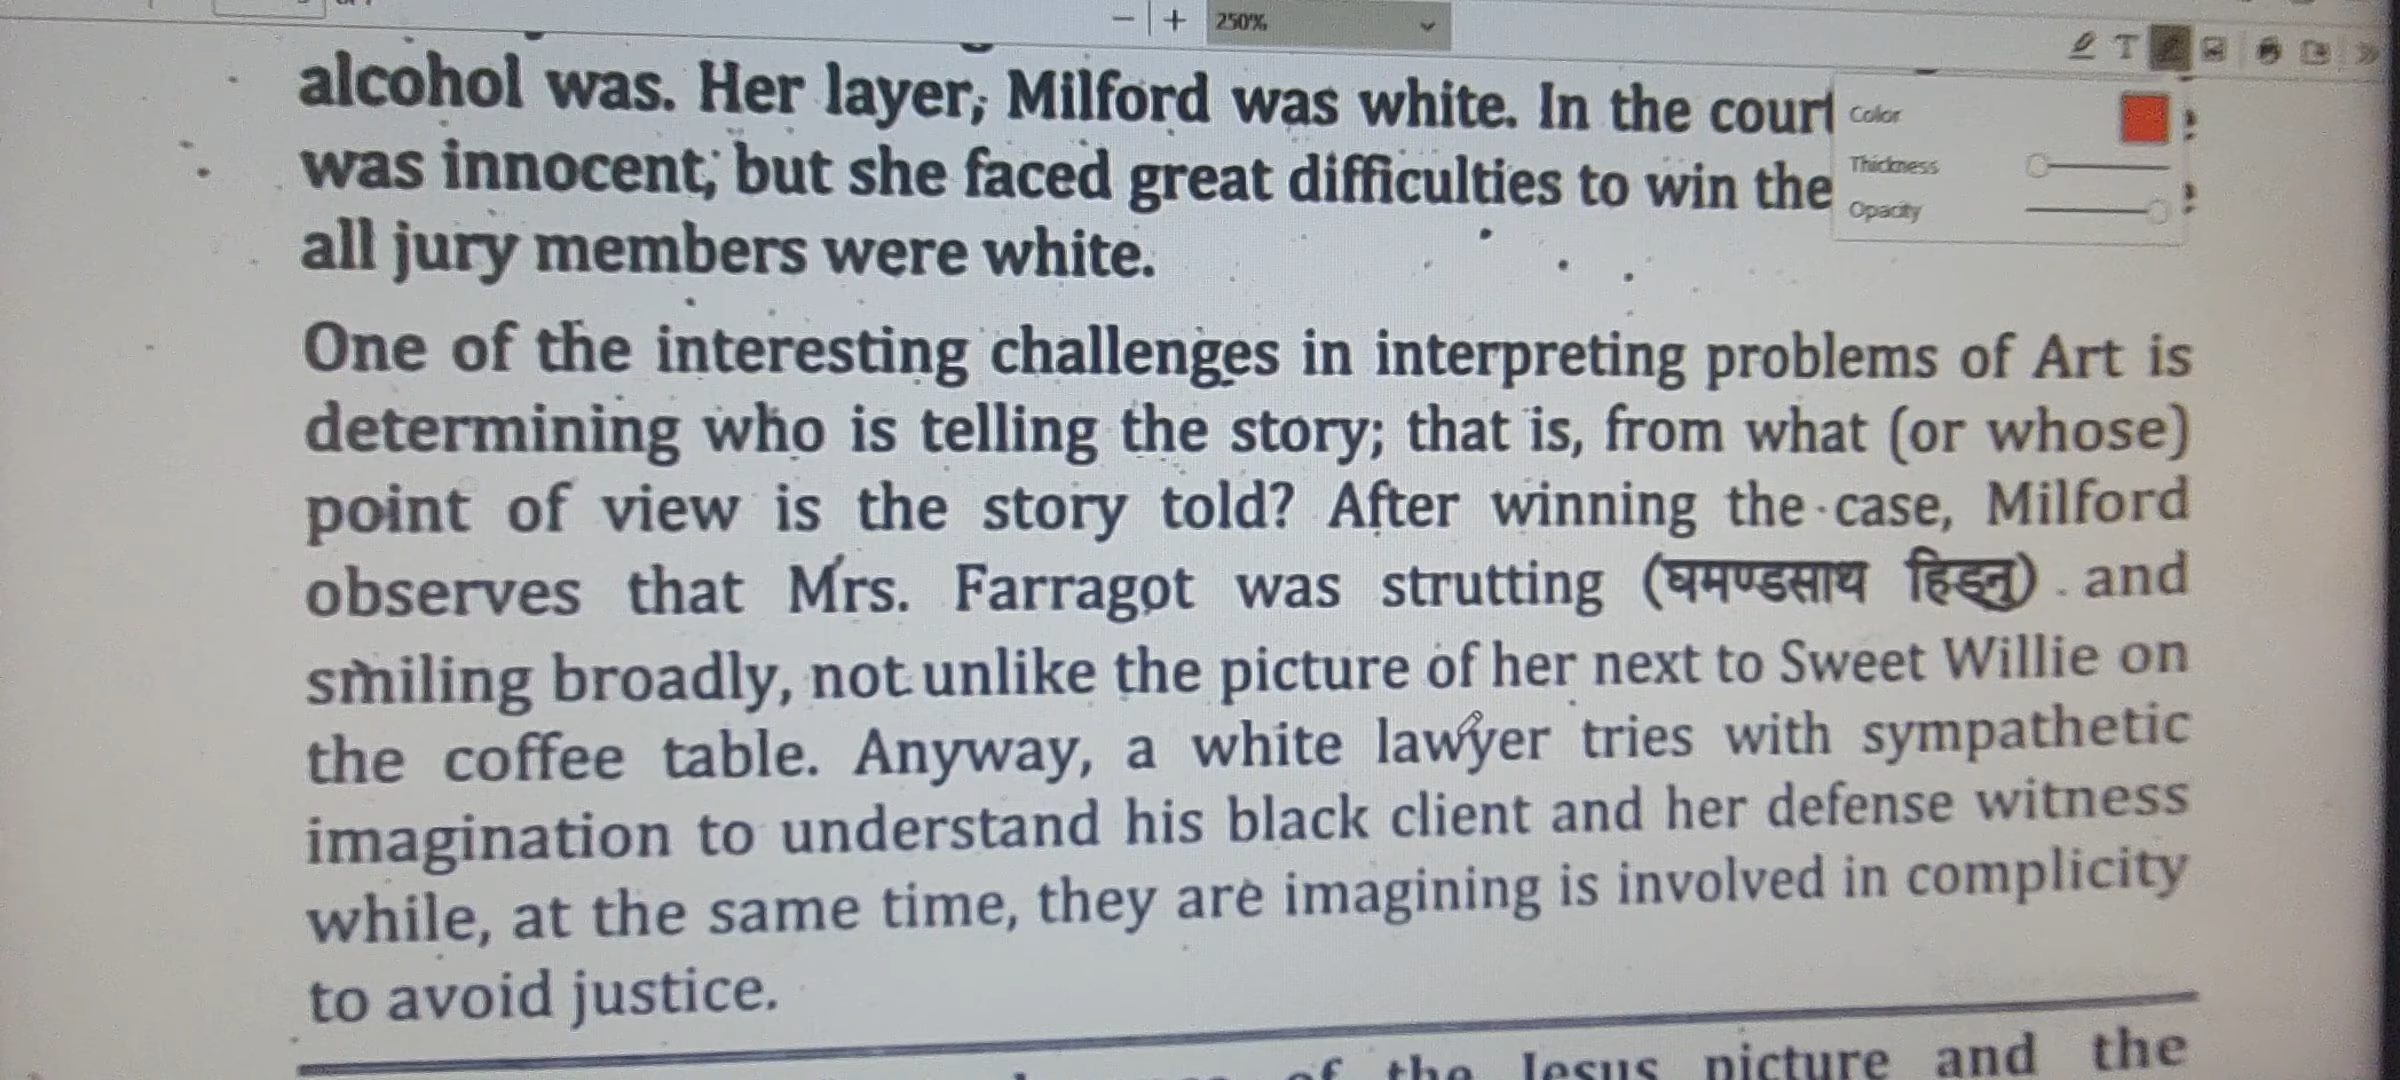 250%
T
alcohol was. Her layer, Milford was white. In the court
Color
was innocent, but she faced great difficulties to win the
Thickness
Opacity
all jury members were white.
One of the interesting challenges in interpreting problems of Art is
determining who is telling the story; that is, from what (or whose)
point of view is the story told? After winning the case, Milford
observes that Mrs. Farragot was strutting (घमण्डसाथ हिड्नु). and
smiling broadly, not unlike the picture of her next to Sweet Willie on
the coffee table. Anyway, a white lawyer tries with sympathetic
imagination to understand his black client and her defense witness
while, at the same time, they are imagining is involved in complicity
to avoid justice.
of the Jesus picture and the